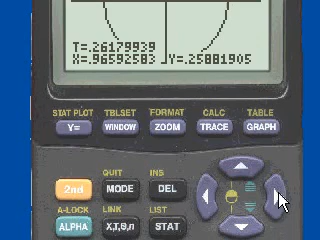 T=.26179939
X=.96592583 Y=.25881905
STAT PLOT TBLSET FORMAT CALC TABLE
Y= WINDOW ZOOM TRACE GRAPH
QUIT INS
2nd MODE DEL
A-LOCK LINK LIST
ALPHA X,T,θ,n STAT